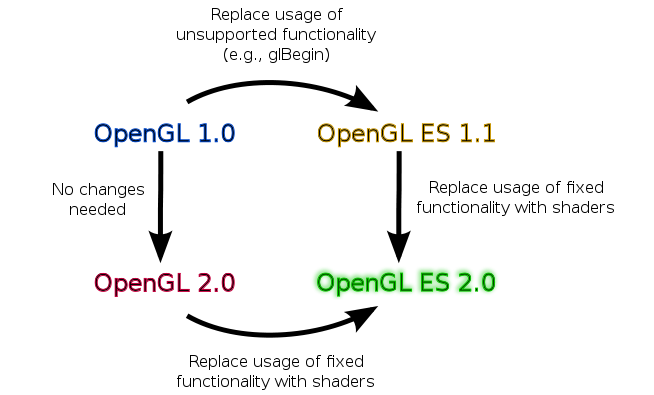 Replace usage of
unsupported functionality
(e.g., glBegin)
OpenGL 1.0
OpenGL ES 1.1
No changes
needed
Replace usage of fixed
functionality with shaders
OpenGL 2.0
OpenGL ES 2.0
Replace usage of fixed
functionality with shaders